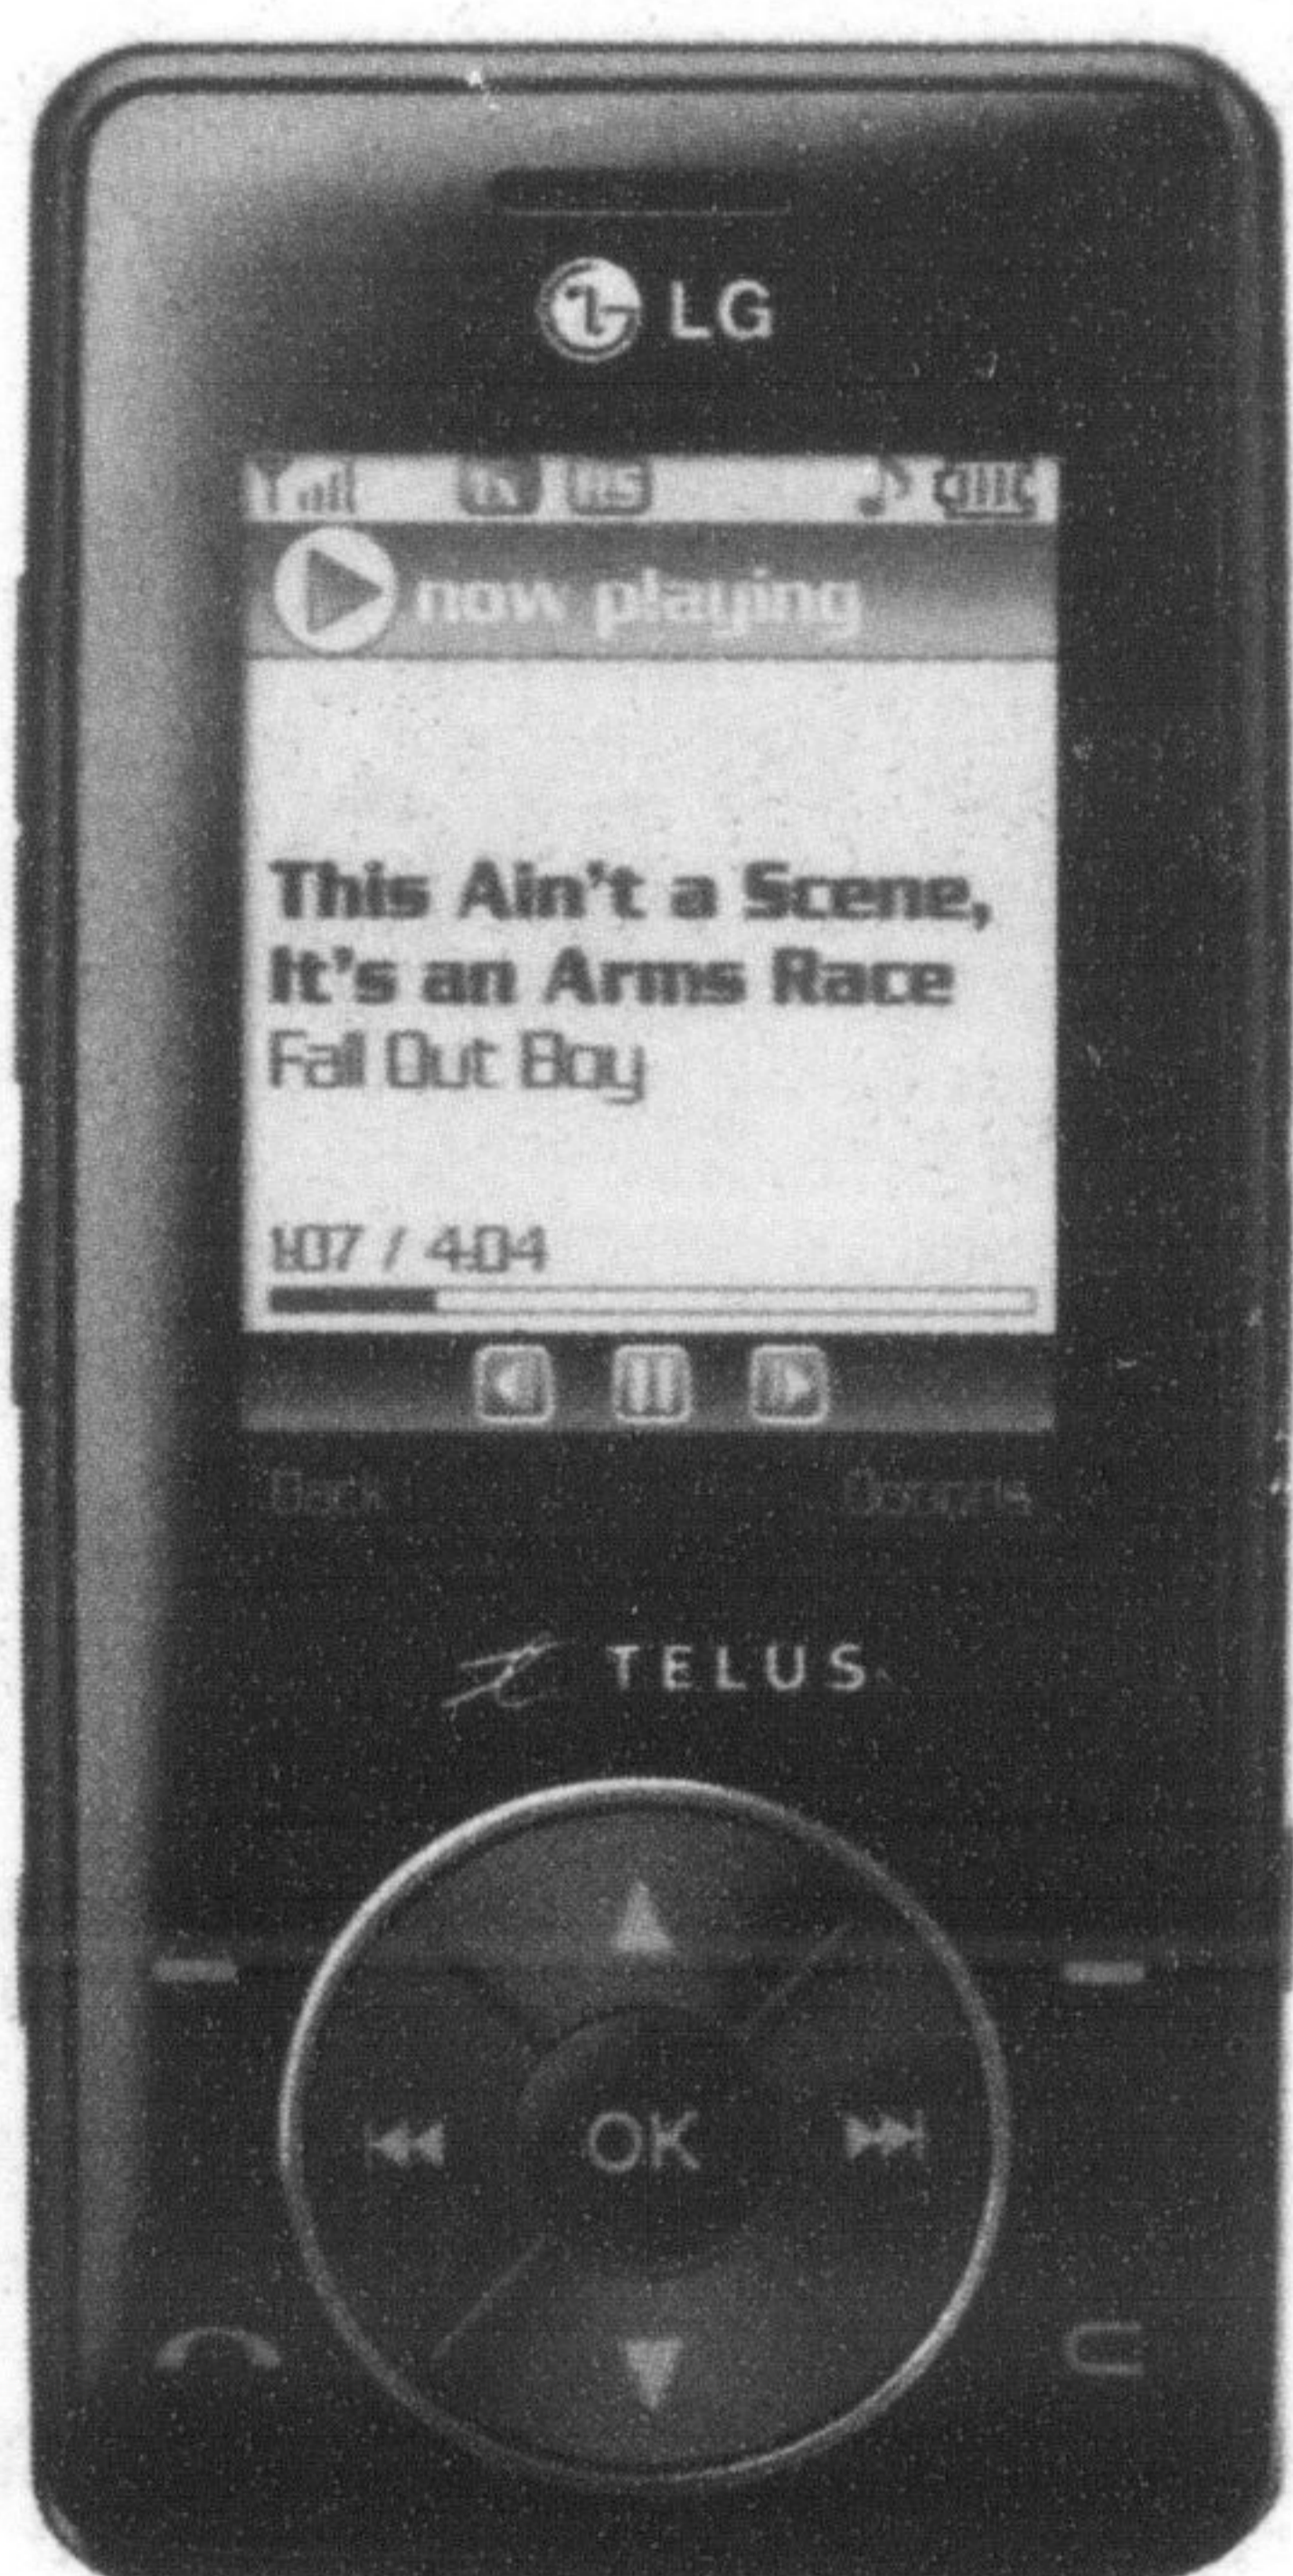 LG
1x
now playing
This Ain't a Scene,
It's an Arms Race
Fall Out Boy
1:07 / 4:04
Back
TELUS
OK